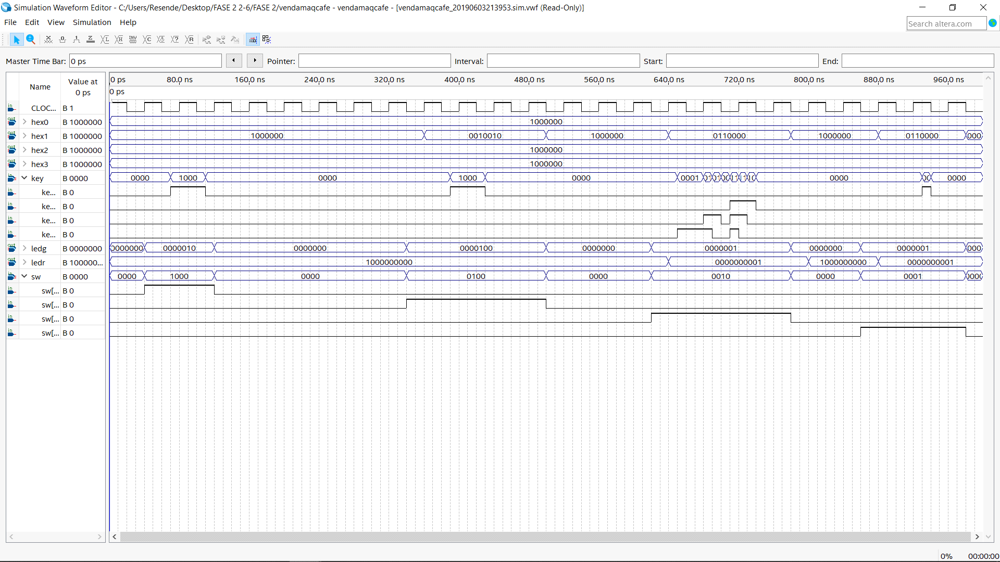 Simulation Waveform Editor - C:/Users/Resende/Desktop/FASE 2 2-6/FASE 2/vendamaqcafe - vendamaqcafe - [vendamaqcafe_20190603213953.sim.vwf (Read-Only)]
File Edit View Simulation Help
Search altera.com
Master Time Bar: 0 ps Pointer: Interval: Start: End:
Name Value at 0 ps
0 ps 80.0 ns 160.0 ns 240.0 ns 320.0 ns 400.0 ns 480.0 ns 560.0 ns 640.0 ns 720.0 ns 800.0 ns 880.0 ns 960.0 ns
0 ps
CLOC... B 1
hex0 B 1000000 1000000
hex1 B 1000000 1000000 0010010 1000000 0110000 1000000 0110000 000
hex2 B 1000000 1000000
hex3 B 1000000 1000000
key B 0000 0000 1000 0000 1000 0000 0001 0000 0000
ke... B 0
ke... B 0
ke... B 0
ke... B 0
ledg B 0000000 0000000 0000010 0000000 0000100 0000000 0000001 0000000 0000001 000
ledr B 100000... 1000000000 0000000001 1000000000 0000000001
sw B 0000 0000 1000 0000 0100 0000 0010 0000 0001 000
sw[... B 0
sw[... B 0
sw[... B 0
sw[... B 0
0% 00:00:00